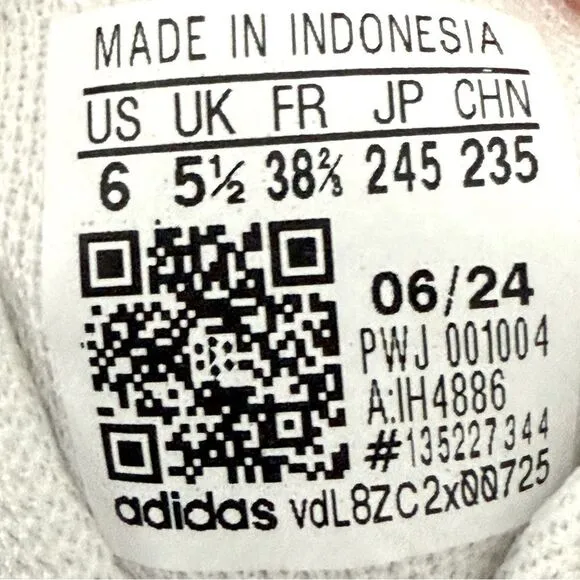 MADE IN INDONESIA
US UK FR JP CHN
6 5½ 38⅔ 245 235
06/24
PWJ 001004
A:IH4886
#135227344
adidas vdL8ZC2x00725